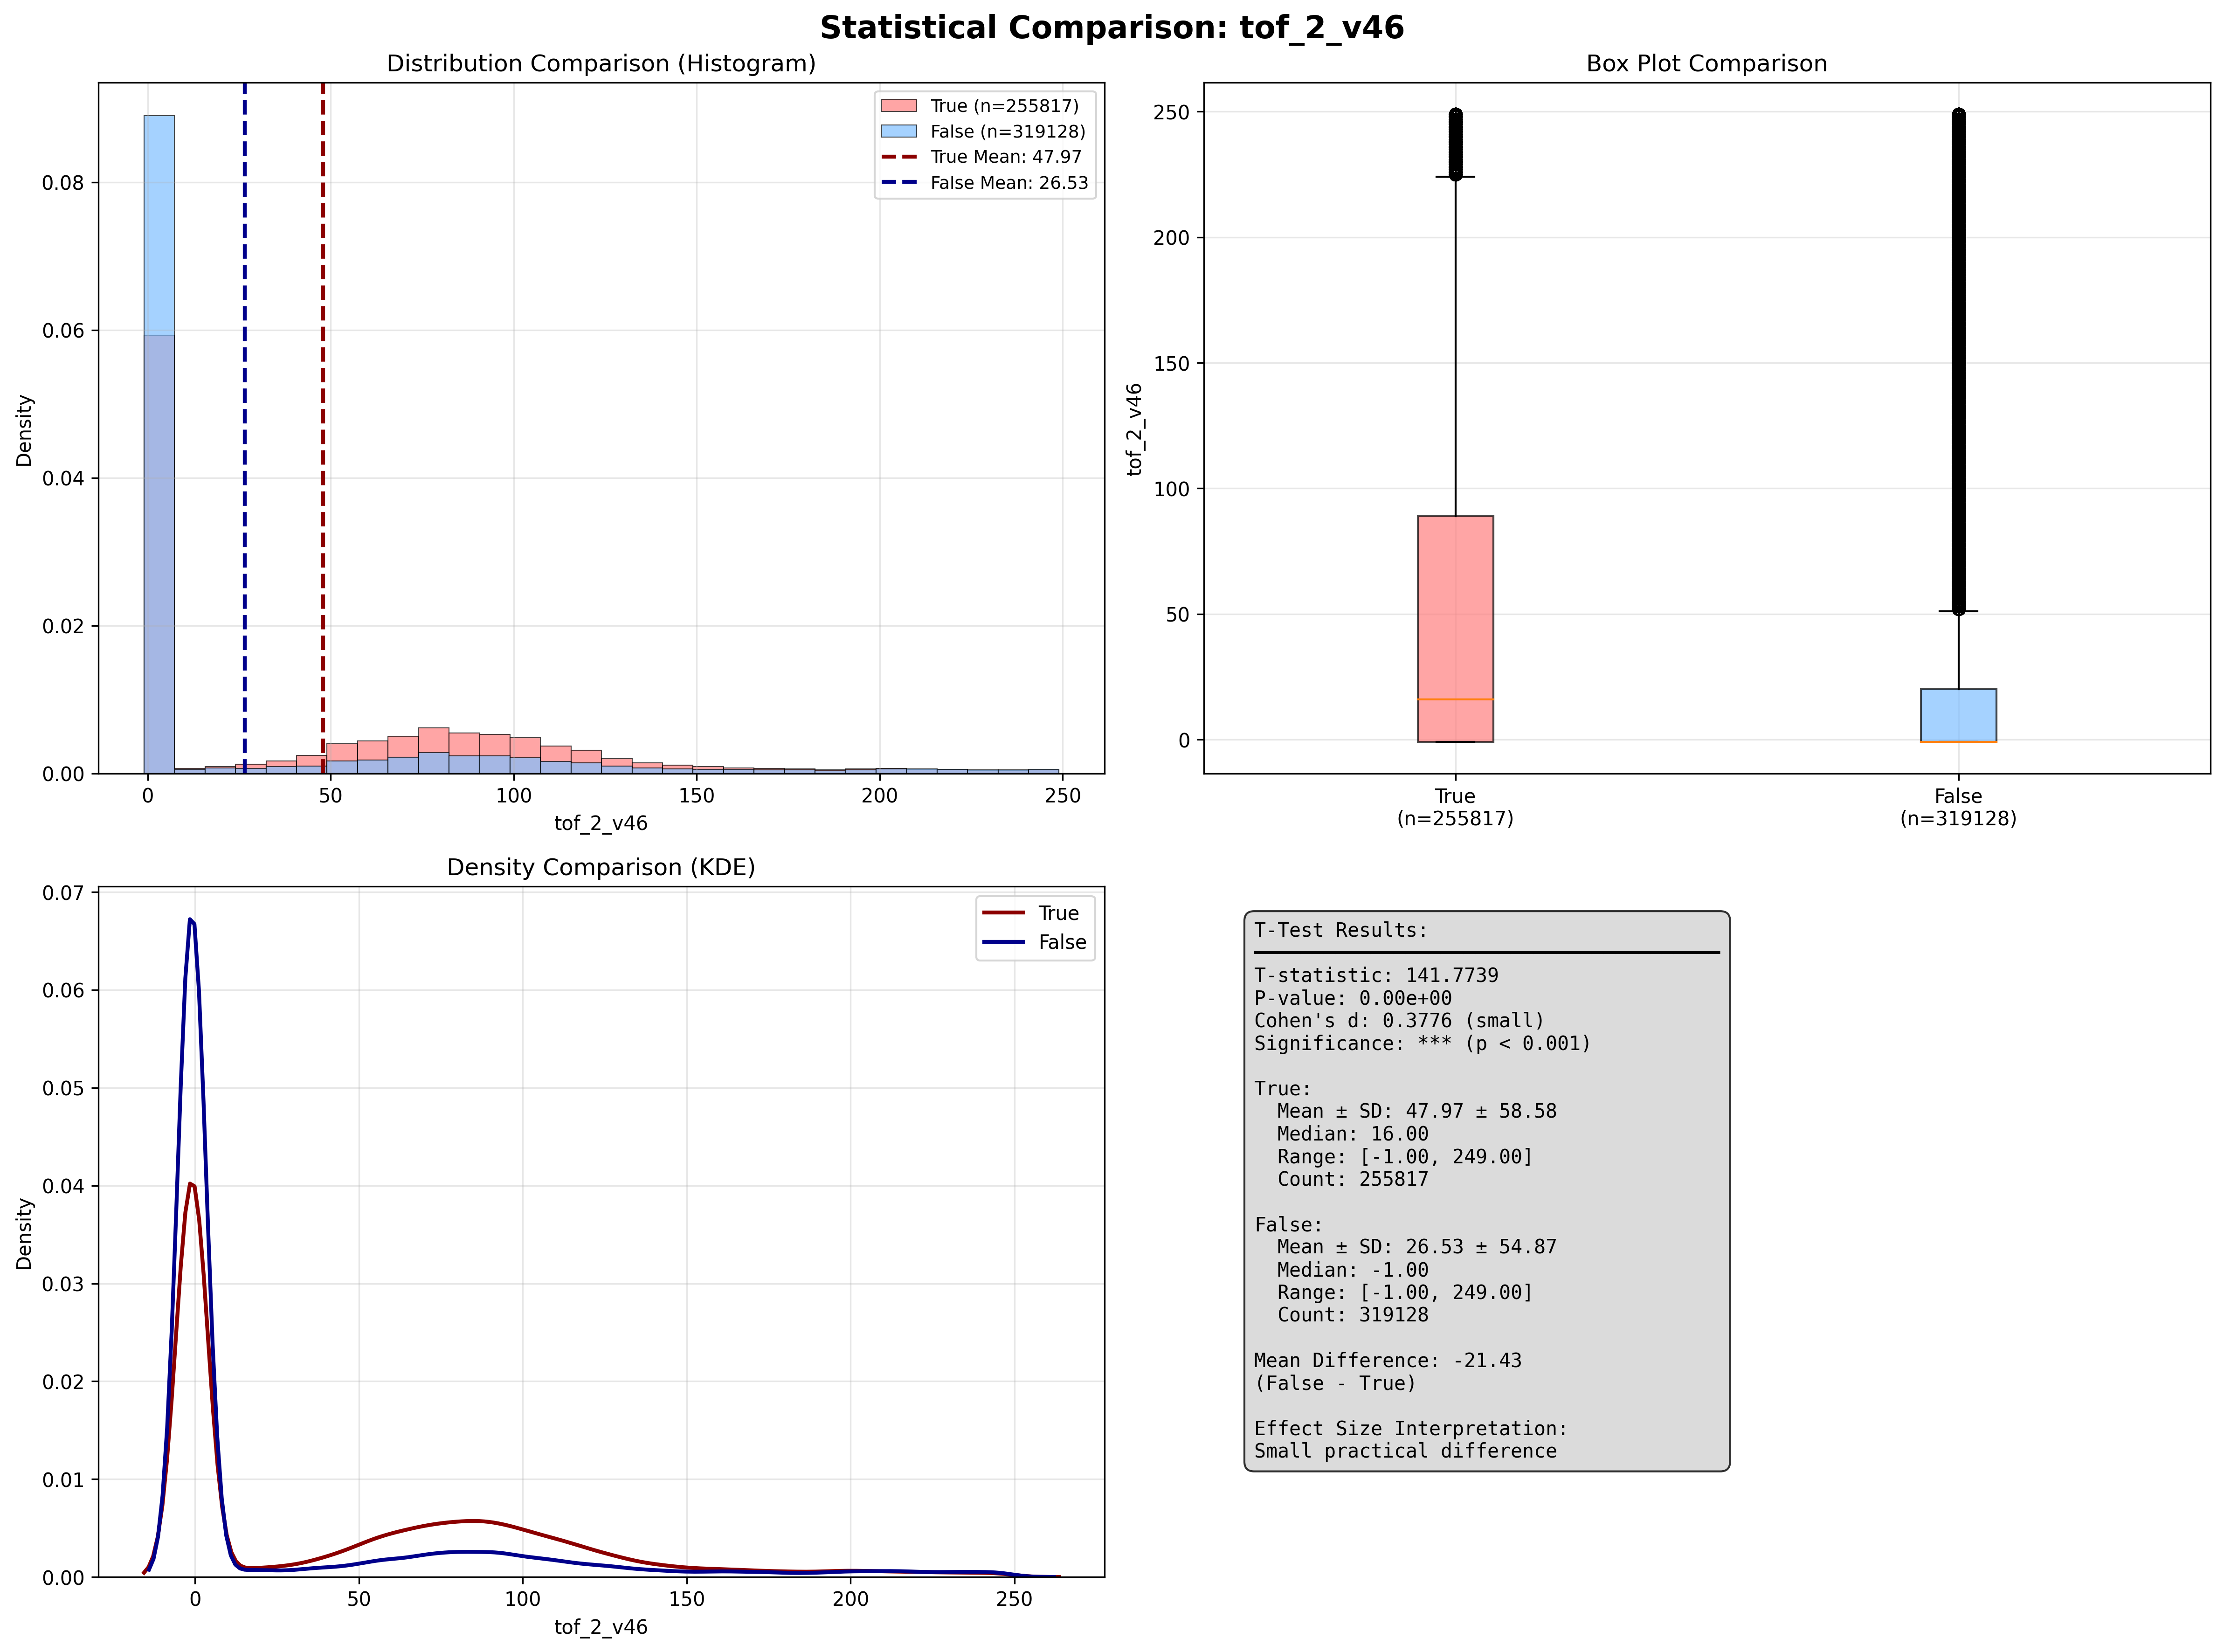 Statistical Comparison: tof_2_v46
Distribution Comparison (Histogram)
Density
0.08
0.06
0.04
0.02
0.00
True (n=255817)
False (n=319128)
True Mean: 47.97
False Mean: 26.53
0 50 100 150 200 250
tof_2_v46
Box Plot Comparison
tof_2_v46
250
200
150
100
50
0
True
(n=255817)
False
(n=319128)
Density Comparison (KDE)
Density
0.07
0.06
0.05
0.04
0.03
0.02
0.01
0.00
True
False
0 50 100 150 200 250
tof_2_v46
T-Test Results:
T-statistic: 141.7739
P-value: 0.00e+00
Cohen's d: 0.3776 (small)
Significance: *** (p < 0.001)
True:
Mean ± SD: 47.97 ± 58.58
Median: 16.00
Range: [-1.00, 249.00]
Count: 255817
False:
Mean ± SD: 26.53 ± 54.87
Median: -1.00
Range: [-1.00, 249.00]
Count: 319128
Mean Difference: -21.43
(False - True)
Effect Size Interpretation:
Small practical difference